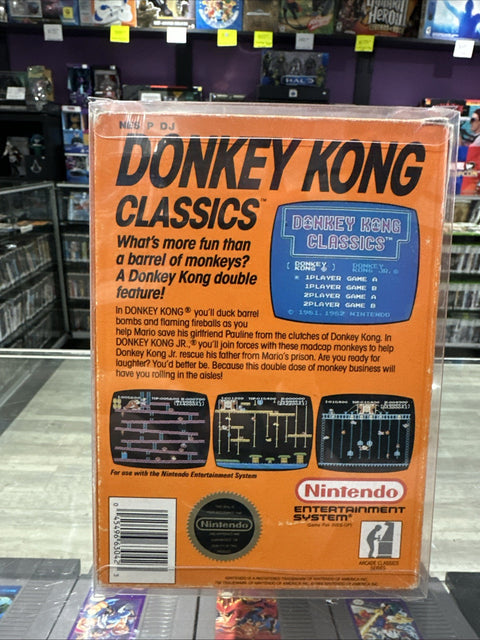 NES P DJ
DONKEY KONG
CLASSICS™
What's more fun than
a barrel of monkeys?
A Donkey Kong double
feature!
In DONKEY KONG® you'll duck barrel
bombs and flaming fireballs as you
help Mario save his girlfriend Pauline from the clutches of Donkey Kong. In
DONKEY KONG JR.,® you'll join forces with these madcap monkeys to help
Donkey Kong Jr. rescue his father from Mario's prison. Are you ready for
laughter? You'd better be. Because this double dose of monkey business will
have you rolling in the aisles!
DONKEY KONG
CLASSICS™
[DONKEY KONG®] DONKEY KONG JR.®
1PLAYER GAME A
1PLAYER GAME B
2PLAYER GAME A
2PLAYER GAME B
© 1981, 1982 NINTENDO
For use with the Nintendo Entertainment System
Nintendo
ENTERTAINMENT
SYSTEM®
Nintendo
ARCADE CLASSICS
SERIES
HALO